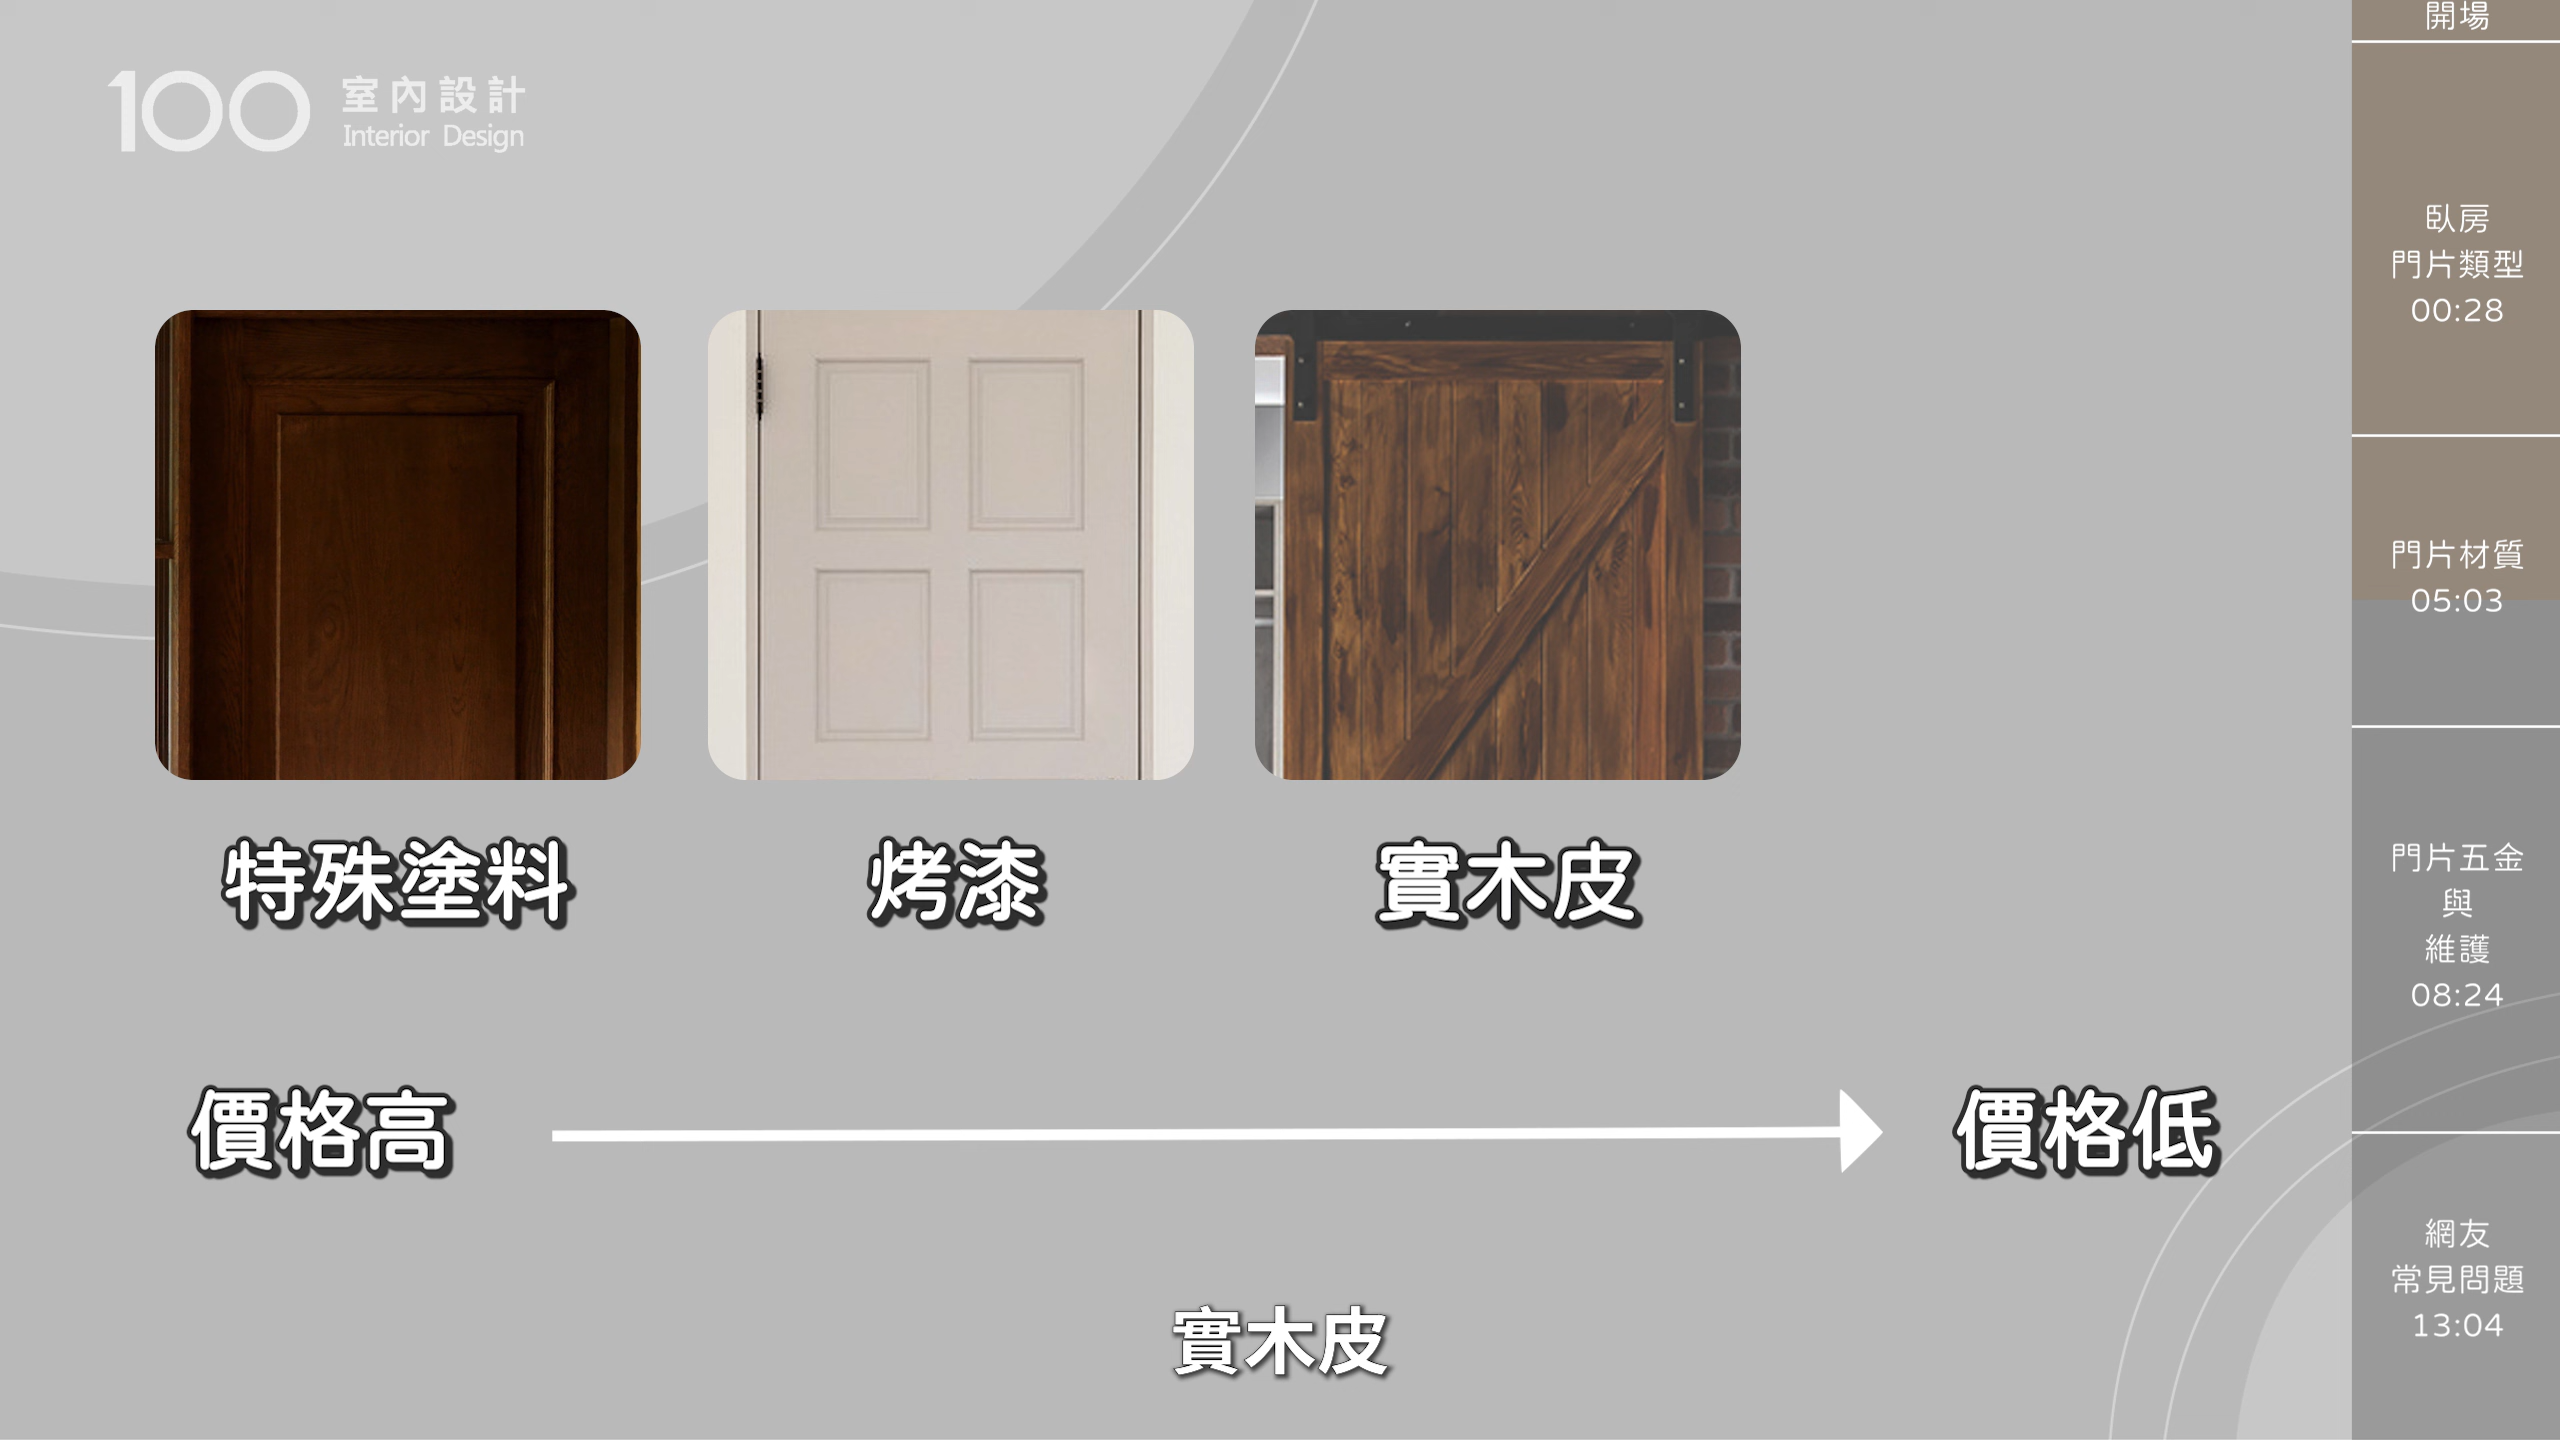 100 室內設計
Interior Design
特殊塗料
烤漆
實木皮
價格高
價格低
實木皮
開場
臥房
門片類型
00:28
門片材質
05:03
門片五金
與
維護
08:24
網友
常見問題
13:04